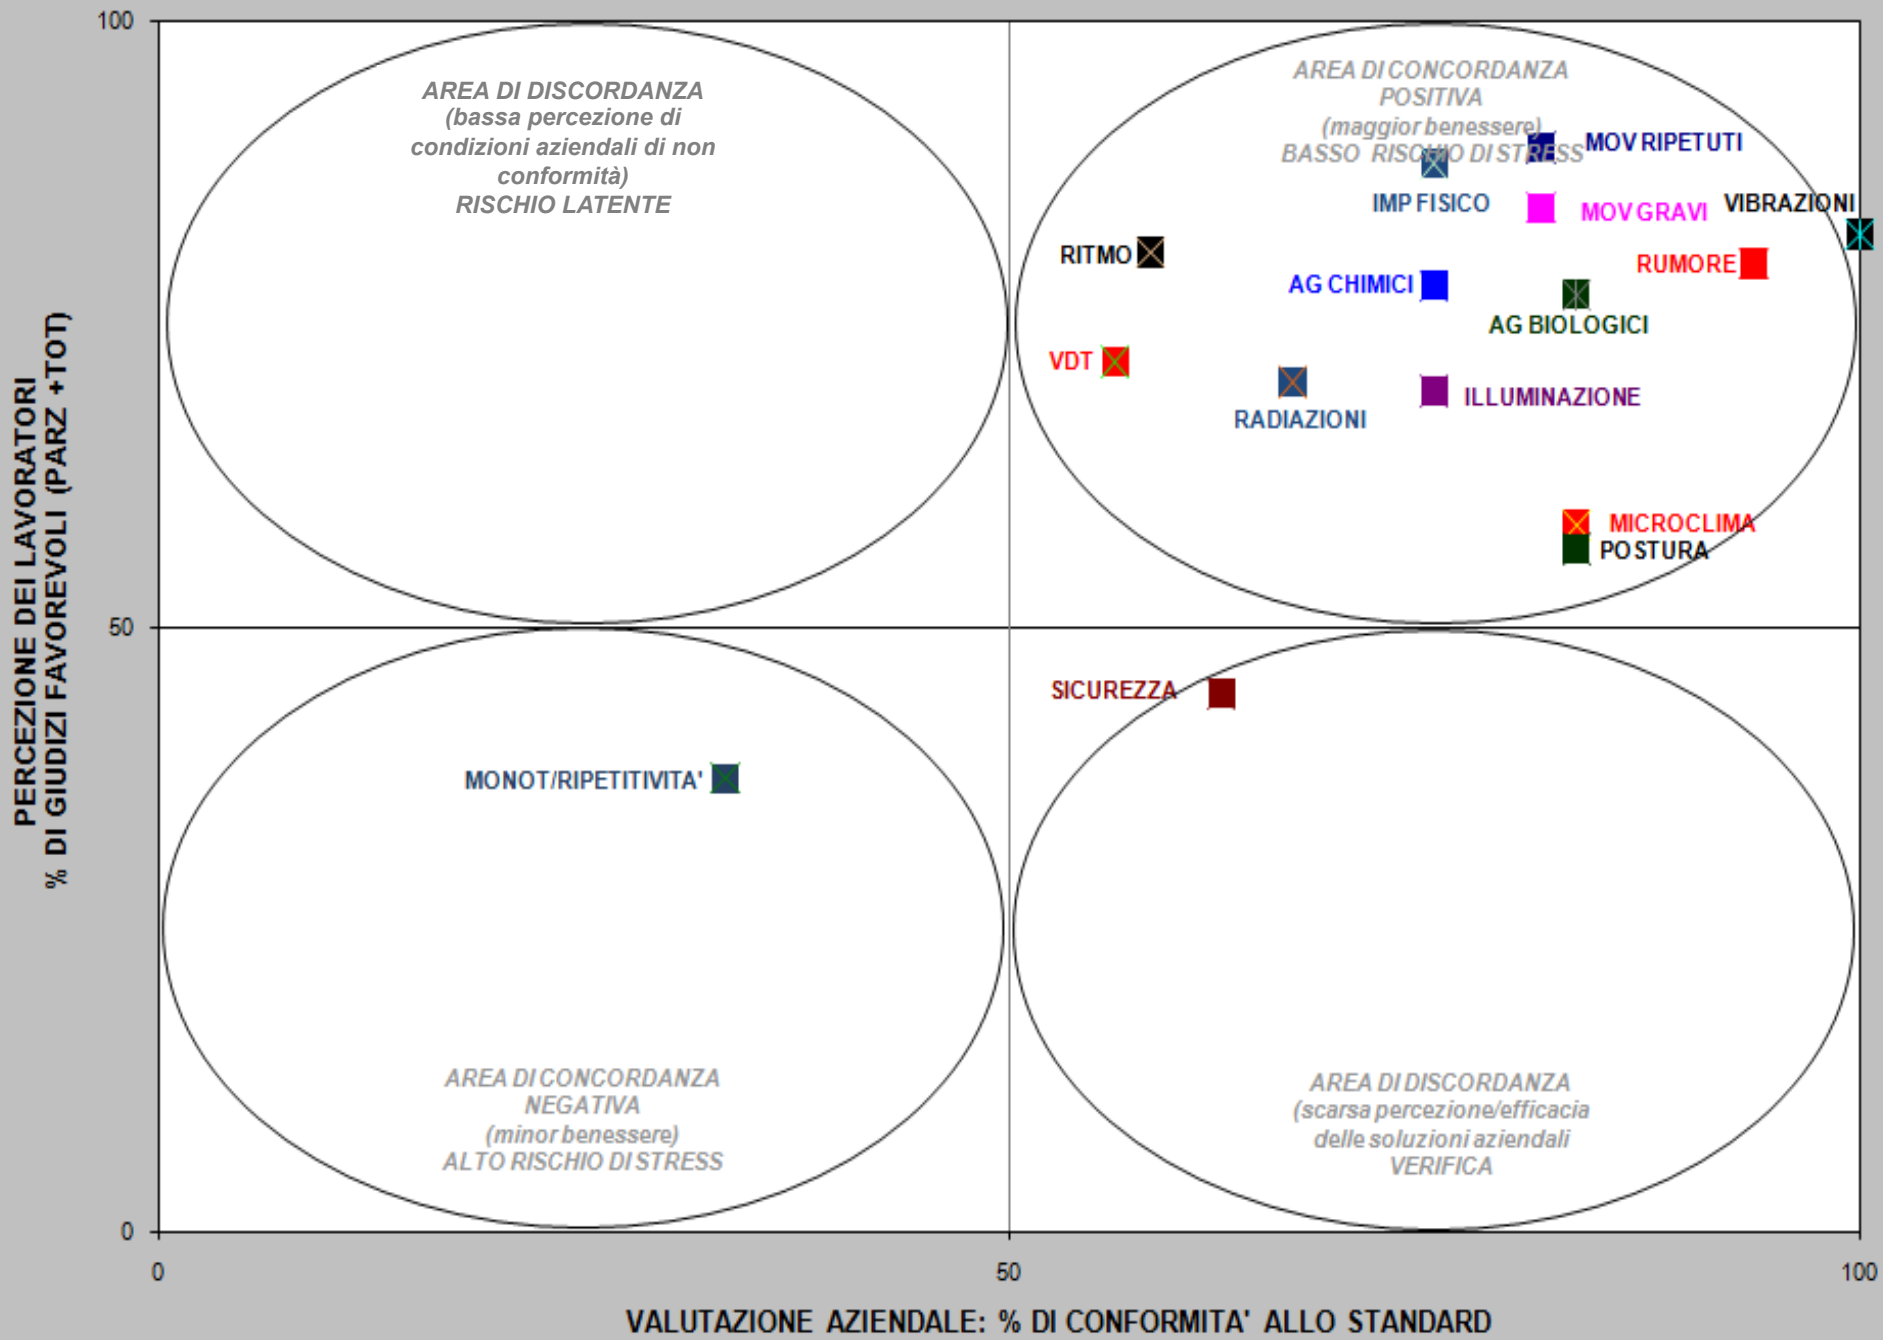 100
AREA DI DISCORDANZA
(bassa percezione di
condizioni aziendali di non
conformità)
RISCHIO LATENTE
AREA DI CONCORDANZA
POSITIVA
(maggior benessere)
BASSO RISCHIO DI STRESS
MOV RIPETUTI
IMP FISICO
MOV GRAVI
VIBRAZIONI
RITMO
RUMORE
AG CHIMICI
AG BIOLOGICI
VDT
RADIAZIONI
ILLUMINAZIONE
MICROCLIMA
POSTURA
PERCEZIONE DEI LAVORATORI
% DI GIUDIZI FAVOREVOLI (PARZ +TOT)
50
SICUREZZA
MONOT/RIPETITIVITA'
AREA DI CONCORDANZA
NEGATIVA
(minor benessere)
ALTO RISCHIO DI STRESS
AREA DI DISCORDANZA
(scarsa percezione/efficacia
delle soluzioni aziendali
VERIFICA
0
0
50
100
VALUTAZIONE AZIENDALE: % DI CONFORMITA' ALLO STANDARD